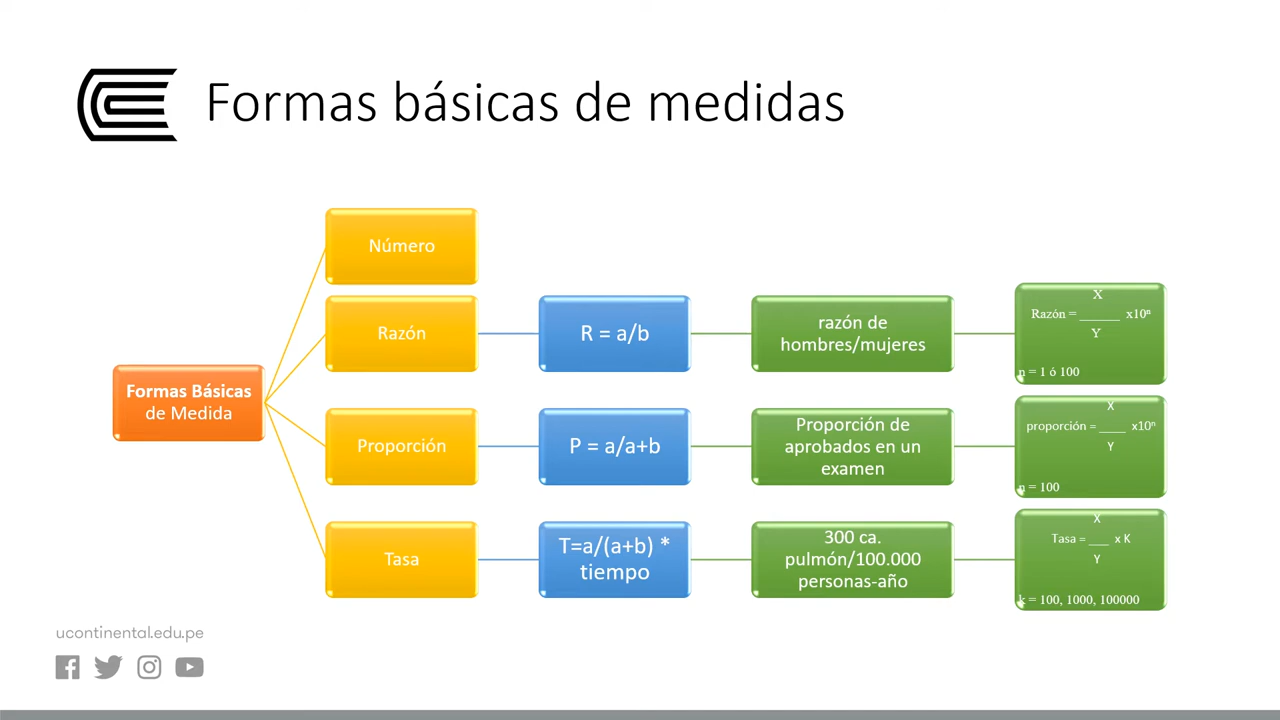 Formas básicas de medidas
Formas Básicas
de Medida
Número
Razón
R = a/b
razón de
hombres/mujeres
X
Razón = _____ x10ⁿ
Y
n = 1 ó 100
Proporción
P = a/a+b
Proporción de
aprobados en un
examen
X
proporción = ____ x10ⁿ
Y
n = 100
Tasa
T=a/(a+b) *
tiempo
300 ca.
pulmón/100.000
personas-año
X
Tasa = ___ x K
Y
k = 100, 1000, 100000
ucontinental.edu.pe